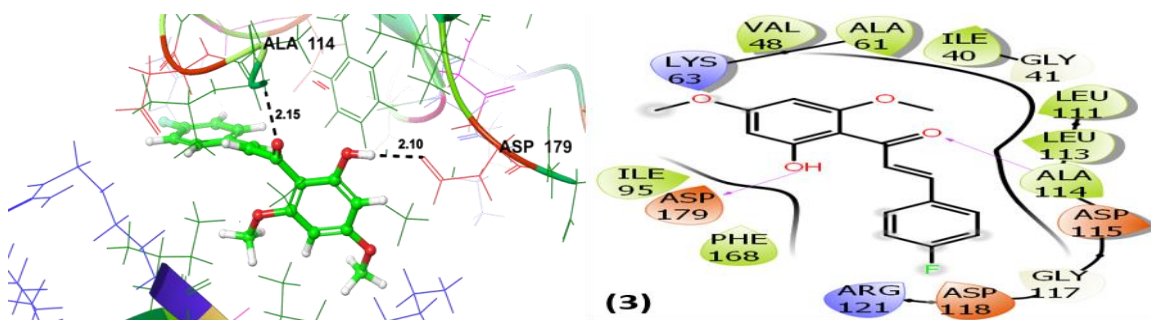 ALA 114
2.15
2.10
ASP 179
VAL
48
ALA
61
ILE
40
GLY
41
LYS
63
LEU
111
LEU
113
ALA
114
ASP
115
GLY
117
ASP
118
ARG
121
PHE
168
ILE
95
ASP
179
O
O
O
OH
F
(3)